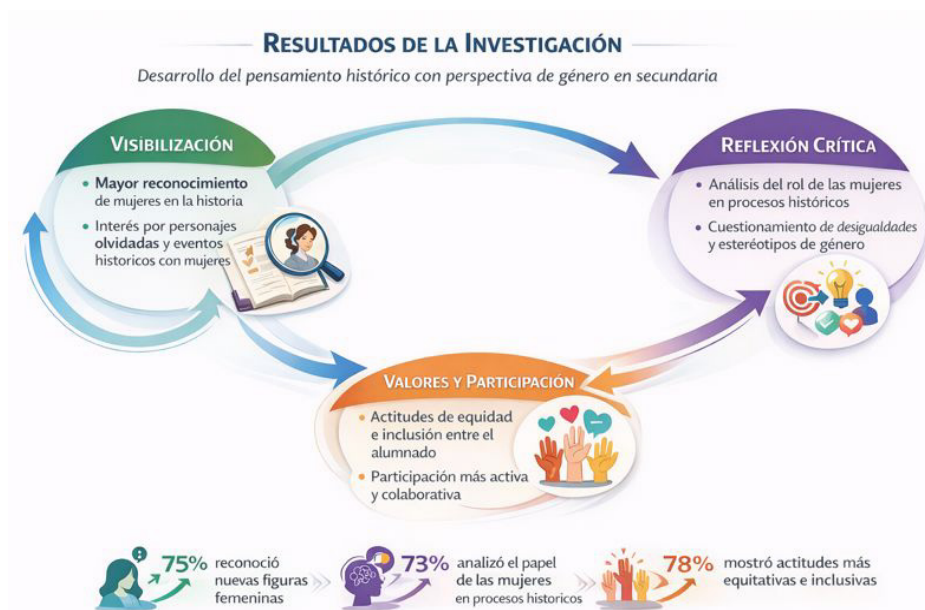 RESULTADOS DE LA INVESTIGACIÓN
Desarrollo del pensamiento histórico con perspectiva de género en secundaria
VISIBILIZACIÓN
• Mayor reconocimiento
de mujeres en la historia
• Interés por personajes
olvidadas y eventos
historicos con mujeres
REFLEXIÓN CRÍTICA
• Análisis del rol de las mujeres
en procesos históricos
• Cuestionamiento de desigualdades
y esteréotipos de género
VALORES Y PARTICIPACIÓN
• Actitudes de equidad
e inclusión entre el
alumnado
• Participación más activa
y colaborativa
75% reconoció
nuevas figuras
femeninas
73% analizó el papel
de las mujeres
en procesos historicos
78% mostró actitudes más
equitativas e inclusivas